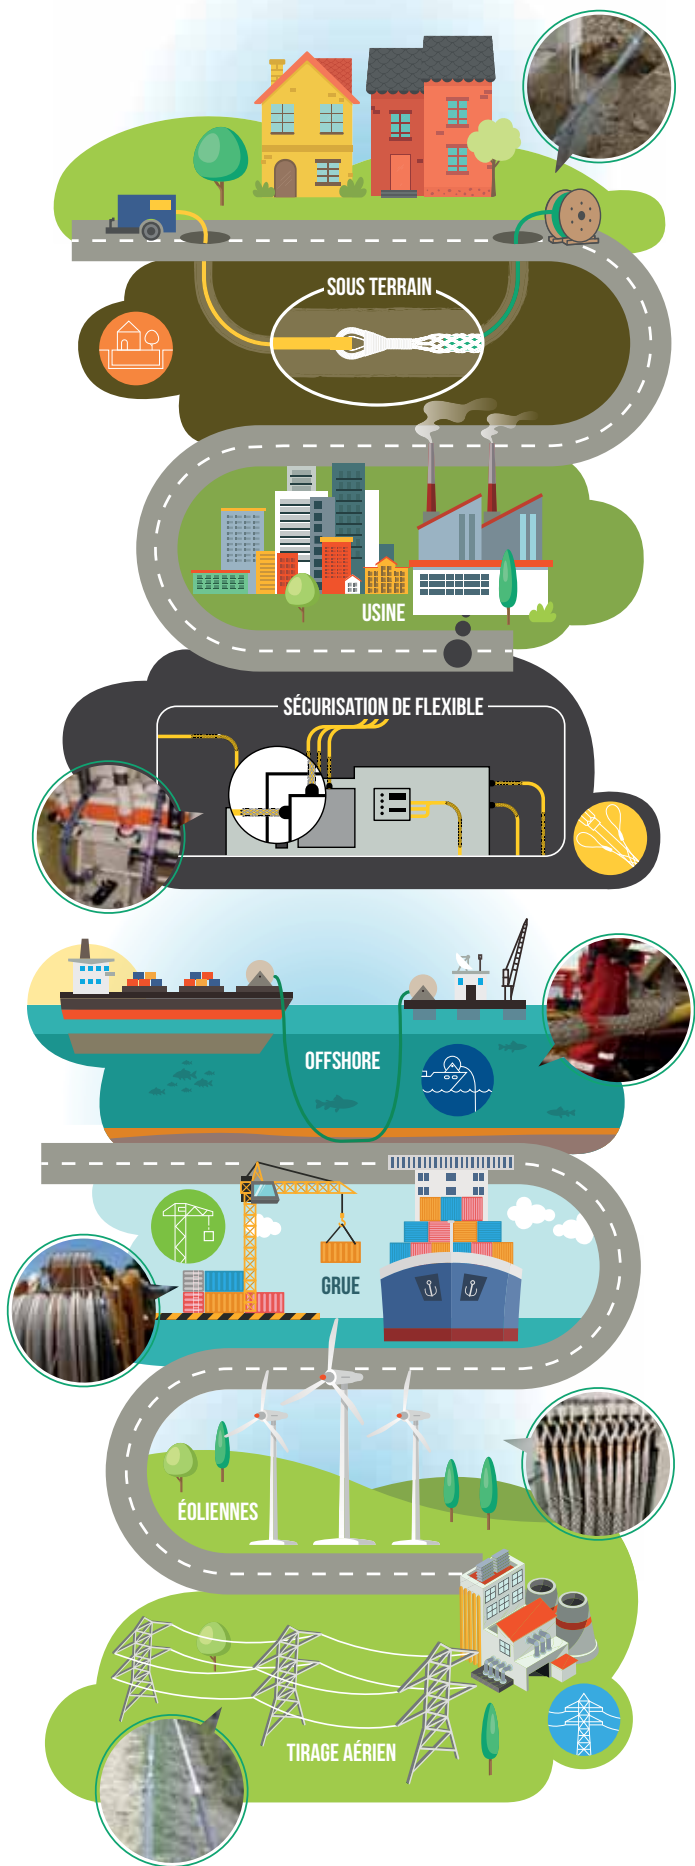 SOUS TERRAIN
USINE
SÉCURISATION DE FLEXIBLE
OFFSHORE
GRUE
ÉOLIENNES
TIRAGE AÉRIEN